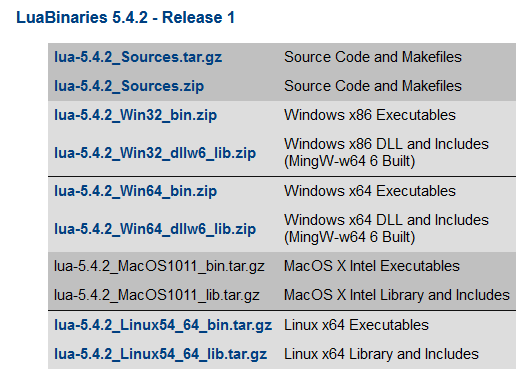 LuaBinaries 5.4.2 - Release 1
lua-5.4.2_Sources.tar.gz Source Code and Makefiles
lua-5.4.2_Sources.zip Source Code and Makefiles
lua-5.4.2_Win32_bin.zip Windows x86 Executables
lua-5.4.2_Win32_dllw6_lib.zip Windows x86 DLL and Includes
(MingW-w64 6 Built)
lua-5.4.2_Win64_bin.zip Windows x64 Executables
lua-5.4.2_Win64_dllw6_lib.zip Windows x64 DLL and Includes
(MingW-w64 6 Built)
lua-5.4.2_MacOS1011_bin.tar.gz MacOS X Intel Executables
lua-5.4.2_MacOS1011_lib.tar.gz MacOS X Intel Library and Includes
lua-5.4.2_Linux54_64_bin.tar.gz Linux x64 Executables
lua-5.4.2_Linux54_64_lib.tar.gz Linux x64 Library and Includes